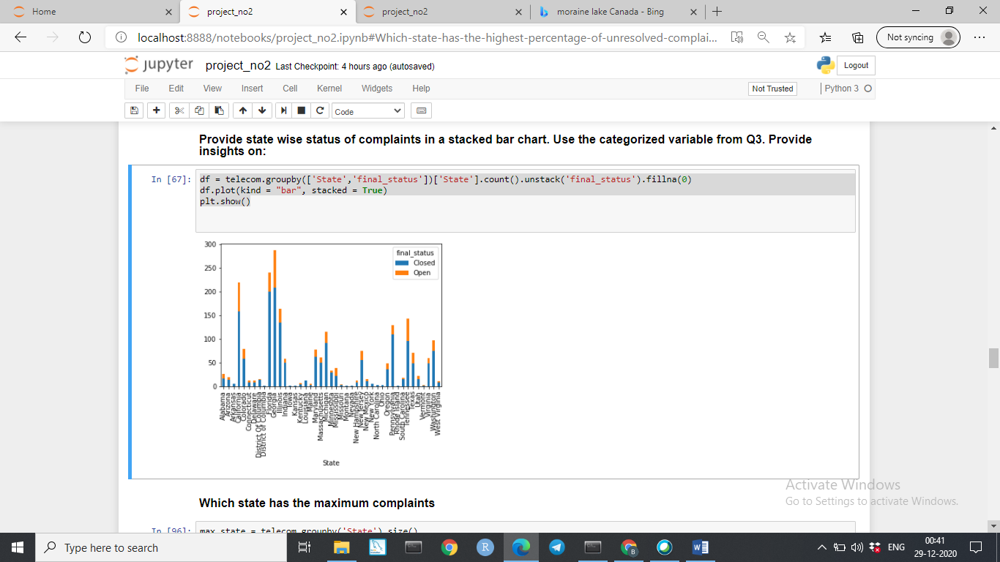 Home
project_no2
project_no2
moraine lake Canada - Bing
localhost:8888/notebooks/project_no2.ipynb#Which-state-has-the-highest-percentage-of-unresolved-complai...
Not syncing
jupyter project_no2 Last Checkpoint: 4 hours ago (autosaved)
Logout
File Edit View Insert Cell Kernel Widgets Help
Not Trusted
Python 3
Code
Provide state wise status of complaints in a stacked bar chart. Use the categorized variable from Q3. Provide
insights on:
In [67]:
df = telecom.groupby(['State','final_status'])['State'].count().unstack('final_status').fillna(0)
df.plot(kind = "bar", stacked = True)
plt.show()
300
250
200
150
100
50
0
final_status
Closed
Open
Alabama
Arizona
Arkansas
California
Colorado
Connecticut
Delaware
District Of Columbia
District of Columbia
Florida
Georgia
Illinois
Indiana
Iowa
Kansas
Kentucky
Louisiana
Maine
Maryland
Massachusetts
Michigan
Minnesota
Mississippi
Missouri
Montana
Nevada
New Hampshire
New Jersey
New Mexico
New York
North Carolina
Ohio
Oregon
Pennsylvania
Rhode Island
South Carolina
Tennessee
Texas
Utah
Vermont
Virginia
Washington
West Virginia
State
Which state has the maximum complaints
In [96]: max_state = telecom.groupby('State').size()
Activate Windows
Go to Settings to activate Windows.
Type here to search
R
B
ENG
00:41
29-12-2020